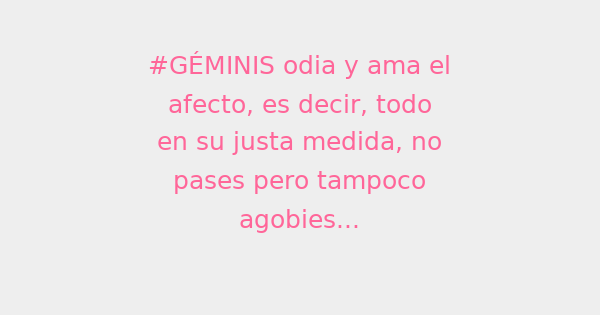 #GÉMINIS odia y ama el
afecto, es decir, todo
en su justa medida, no
pases pero tampoco
agobies...